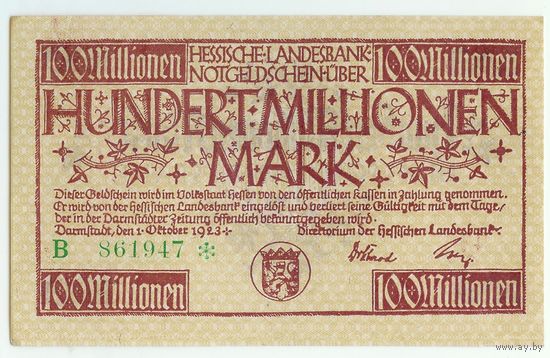 100 Millionen
HESSISCHE·LANDESBANK
NOTGELDSCHEIN·ÜBER
100 Millionen
HUNDERT·MILLIONEN
MARK·
Dieser Geldschein wird im Volksstaat Hessen von den öffentlichen Kassen in Zahlung genommen.
Er wird von der Hessischen Landesbank eingelöst und verliert seine Gültigkeit mit dem Tage,
der in der Darmstädter Zeitung öffentlich bekanntgegeben wird.
Darmstadt, den 1· Oktober 1923+ Direktorium der Hessischen Landesbank·
B 861947 *
100 Millionen
100 Millionen
www.ay.by